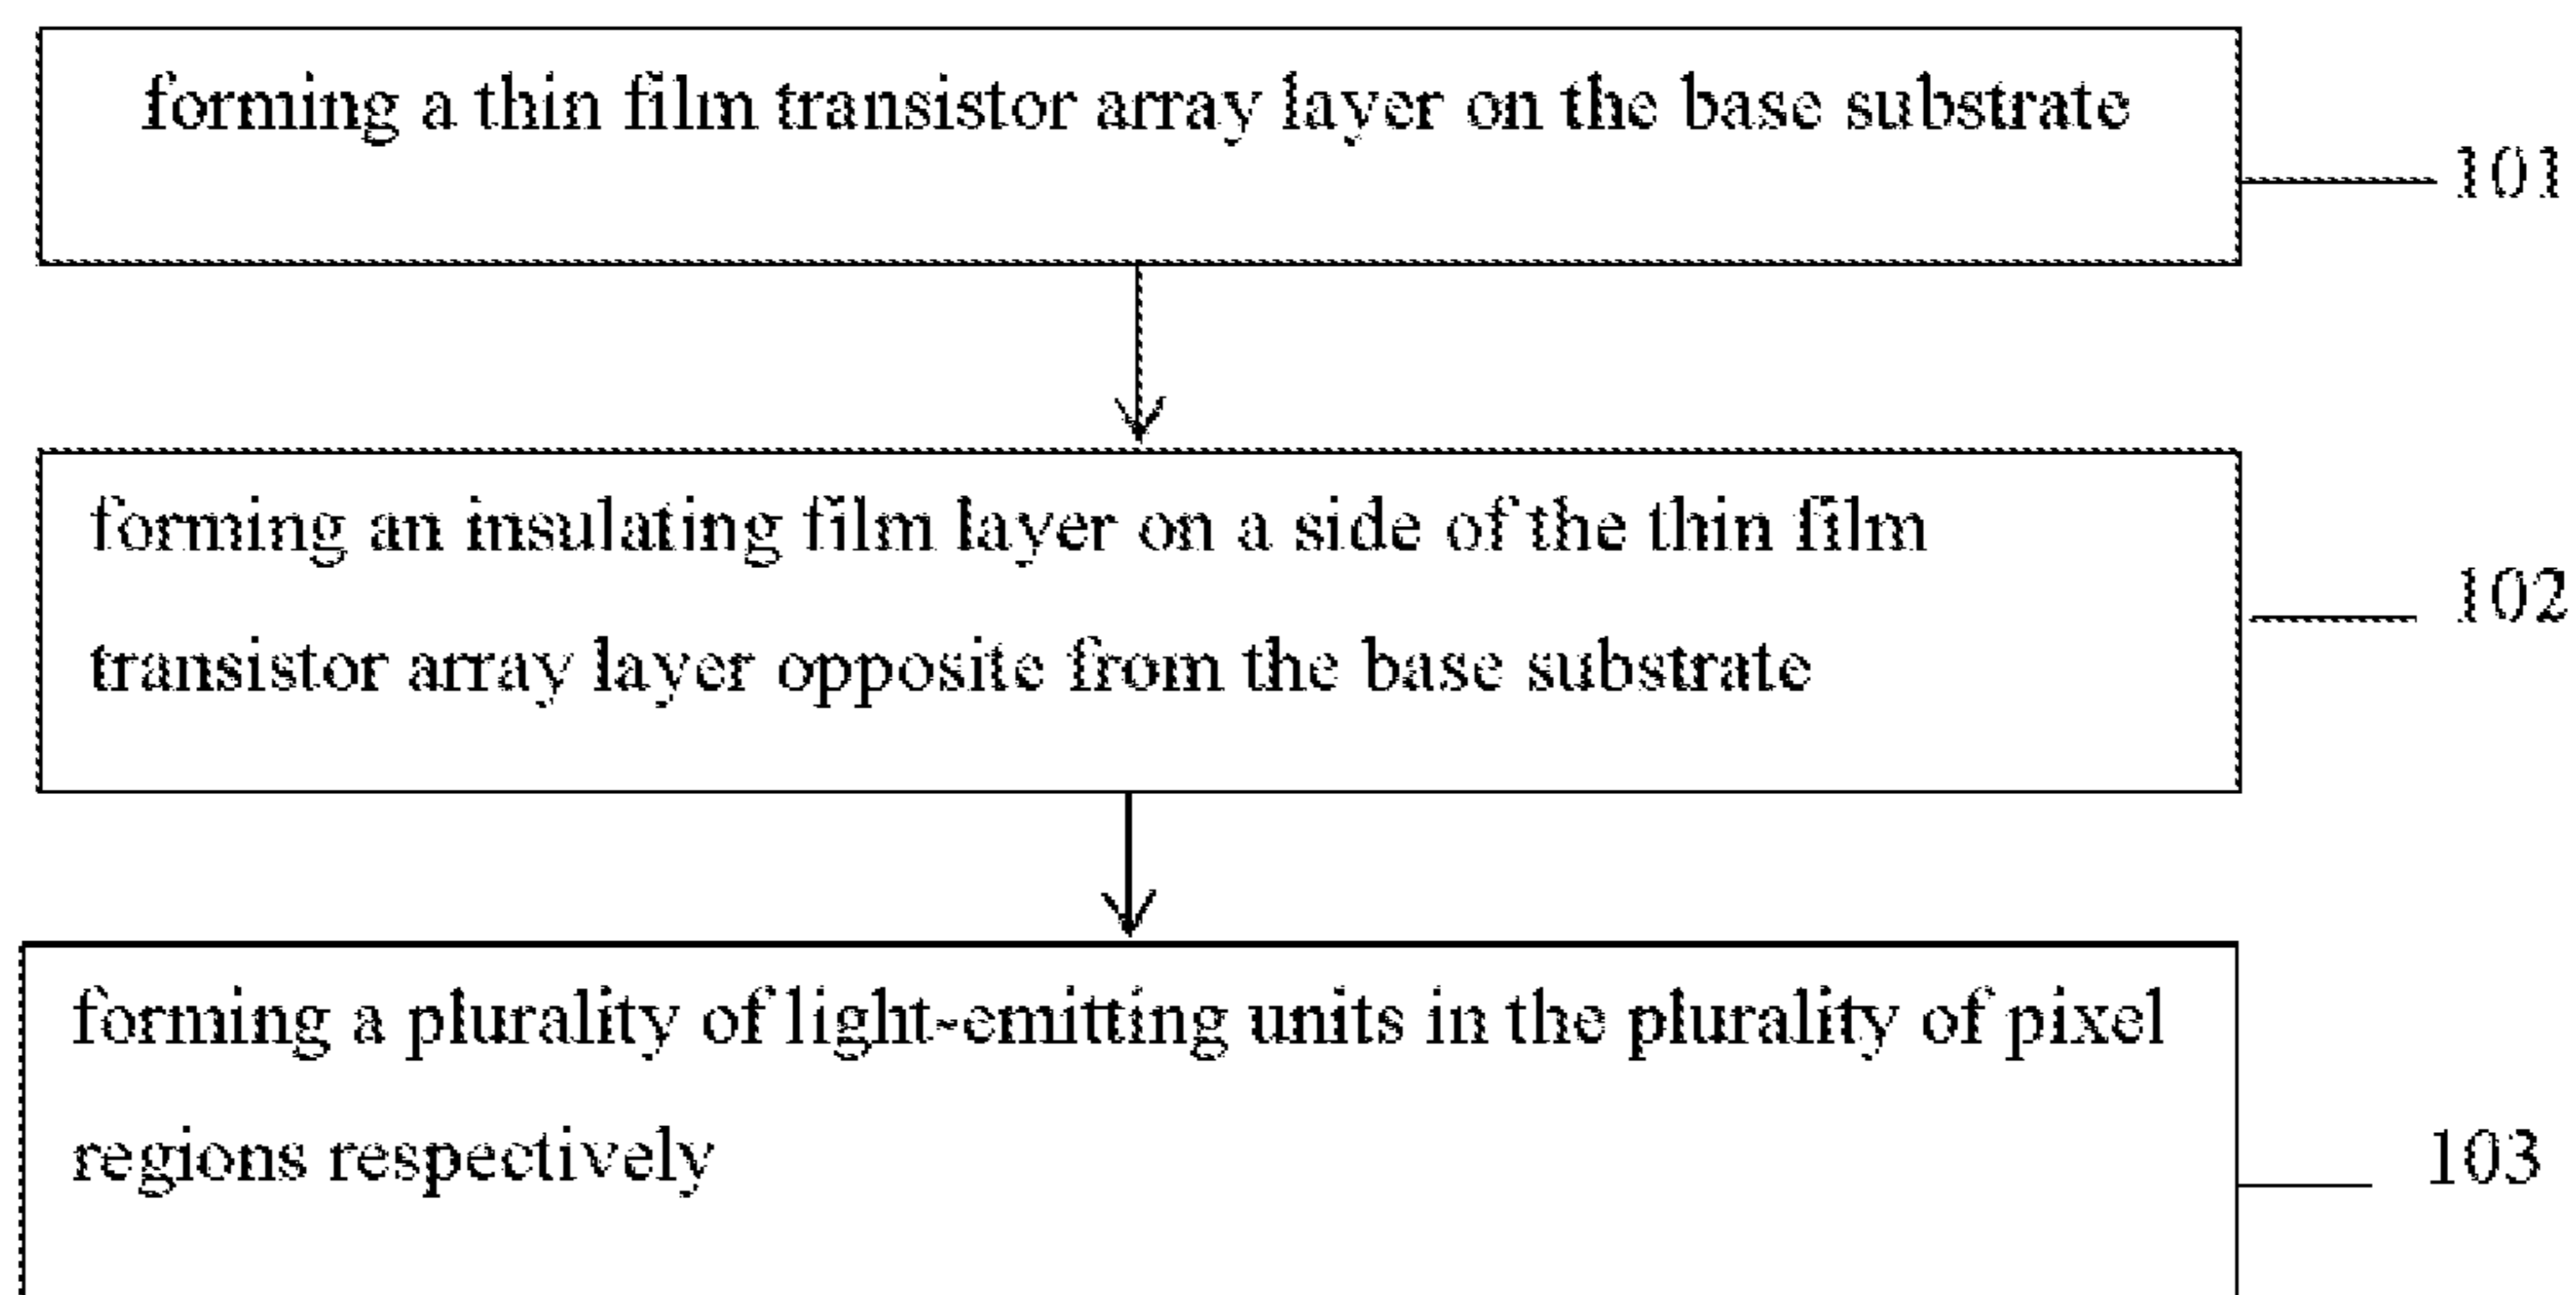 forming a thin film transistor array layer on the base substrate
101
forming an insulating film layer on a side of the thin film
transistor array layer opposite from the base substrate
102
forming a plurality of light-emitting units in the plurality of pixel
regions respectively
103